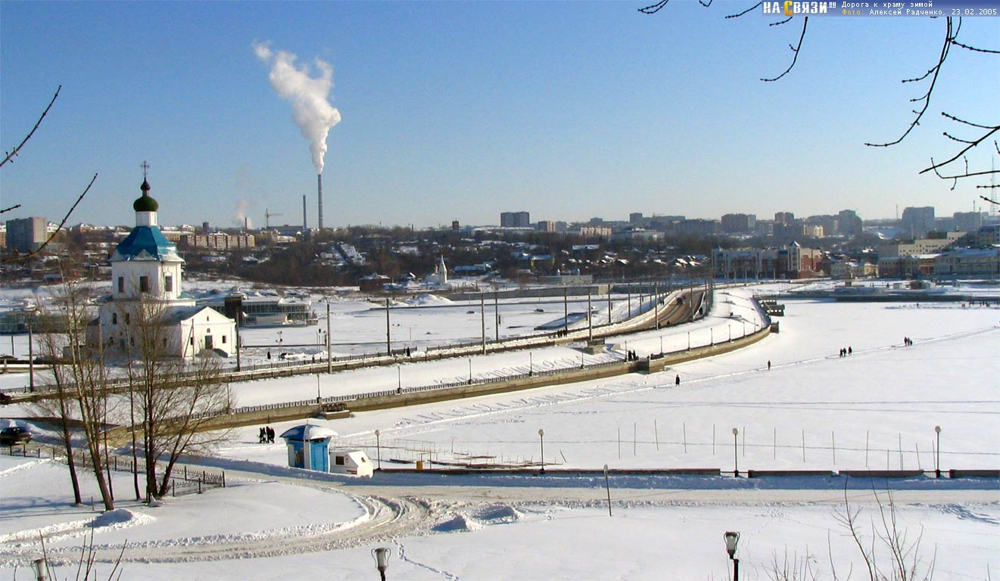 НА СВЯЗИ.RU Дорога к храму зимой
Фото: Алексей Радченко, 23.02.2005